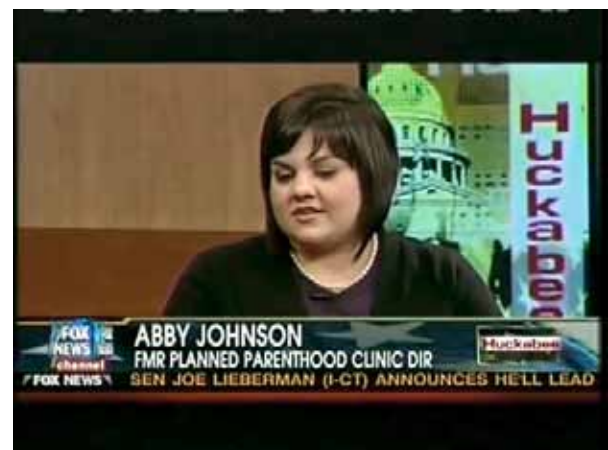 Huckabee
FOX
NEWS
channel
ABBY JOHNSON
FMR PLANNED PARENTHOOD CLINIC DIR
Huckabee
FOX NEWS
SEN JOE LIEBERMAN (I-CT) ANNOUNCES HE'LL LEAD